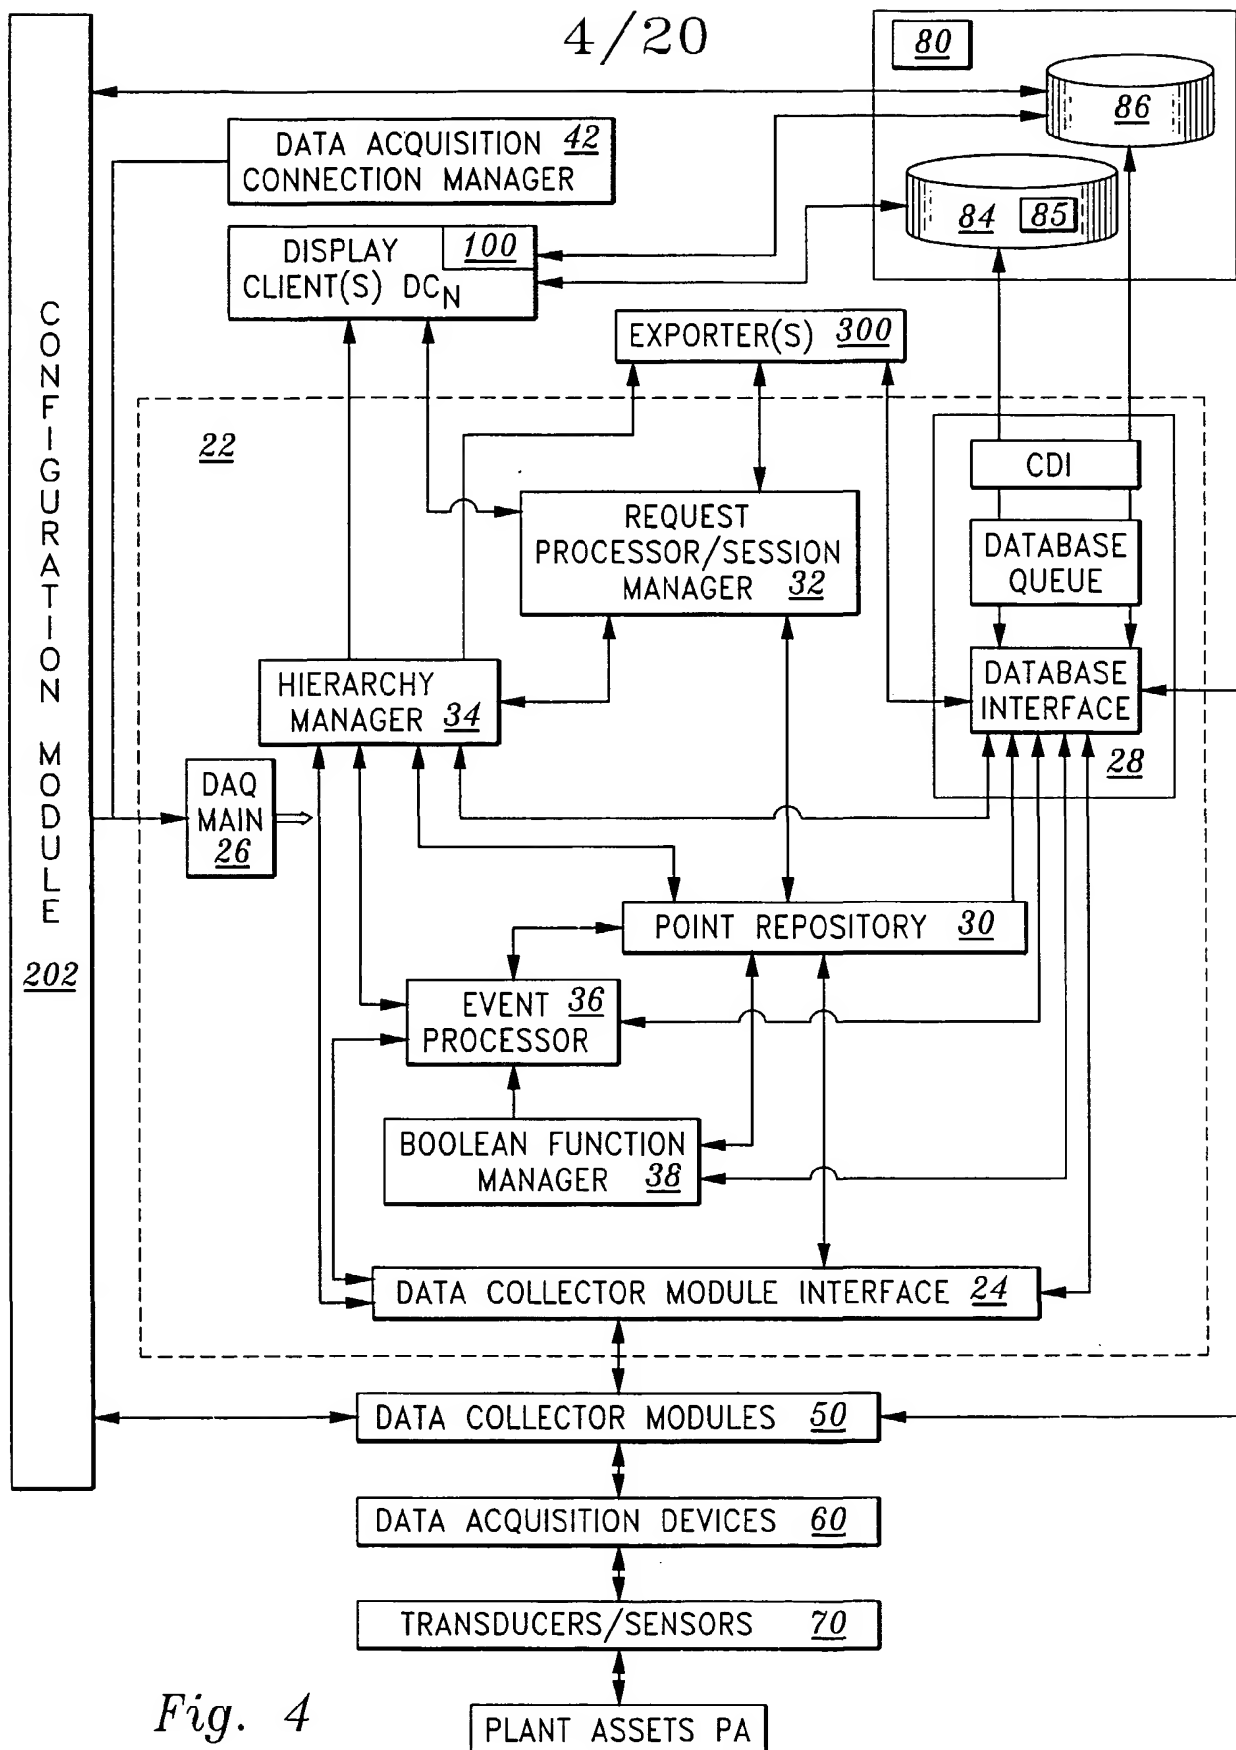 4/20
80
86
DATA ACQUISITION 42
CONNECTION MANAGER
84 85
DISPLAY 100
CLIENT(S) DCN
EXPORTER(S) 300
CONFIGURATION MODULE
202
22
CDI
REQUEST
PROCESSOR/SESSION
MANAGER 32
DATABASE
QUEUE
HIERARCHY
MANAGER 34
DATABASE
INTERFACE
28
DAQ
MAIN
26
POINT REPOSITORY 30
EVENT 36
PROCESSOR
BOOLEAN FUNCTION
MANAGER 38
DATA COLLECTOR MODULE INTERFACE 24
DATA COLLECTOR MODULES 50
DATA ACQUISITION DEVICES 60
TRANSDUCERS/SENSORS 70
PLANT ASSETS PA
Fig. 4